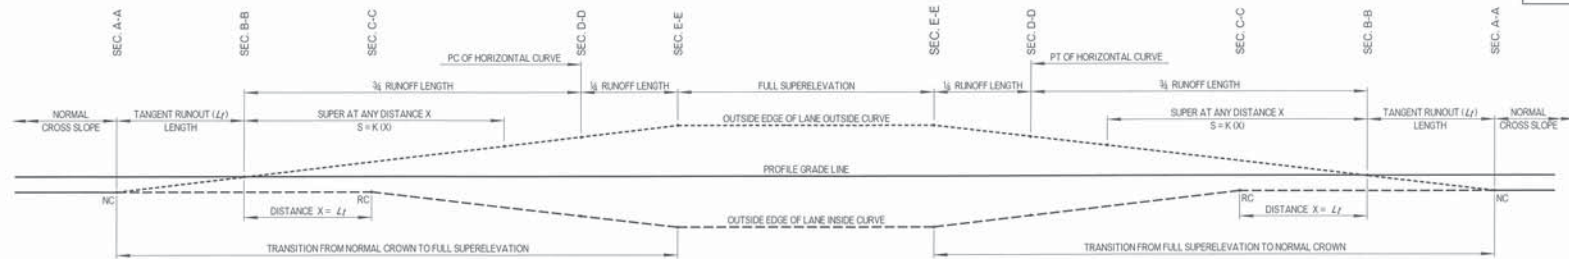 SEC. A-A
SEC. B-B
SEC. C-C
SEC. D-D
SEC. E-E
SEC. E-E
SEC. D-D
SEC. C-C
SEC. B-B
SEC. A-A
PC OF HORIZONTAL CURVE
PT OF HORIZONTAL CURVE
¾ RUNOFF LENGTH
¼ RUNOFF LENGTH
FULL SUPERELEVATION
¼ RUNOFF LENGTH
¾ RUNOFF LENGTH
NORMAL
CROSS SLOPE
TANGENT RUNOUT (Lt)
LENGTH
SUPER AT ANY DISTANCE X
S = K (X)
OUTSIDE EDGE OF LANE OUTSIDE CURVE
SUPER AT ANY DISTANCE X
S = K (X)
TANGENT RUNOUT (Lt)
LENGTH
NORMAL
CROSS SLOPE
PROFILE GRADE LINE
NC
RC
RC
NC
DISTANCE X = Lt
OUTSIDE EDGE OF LANE INSIDE CURVE
DISTANCE X = Lt
TRANSITION FROM NORMAL CROWN TO FULL SUPERELEVATION
TRANSITION FROM FULL SUPERELEVATION TO NORMAL CROWN